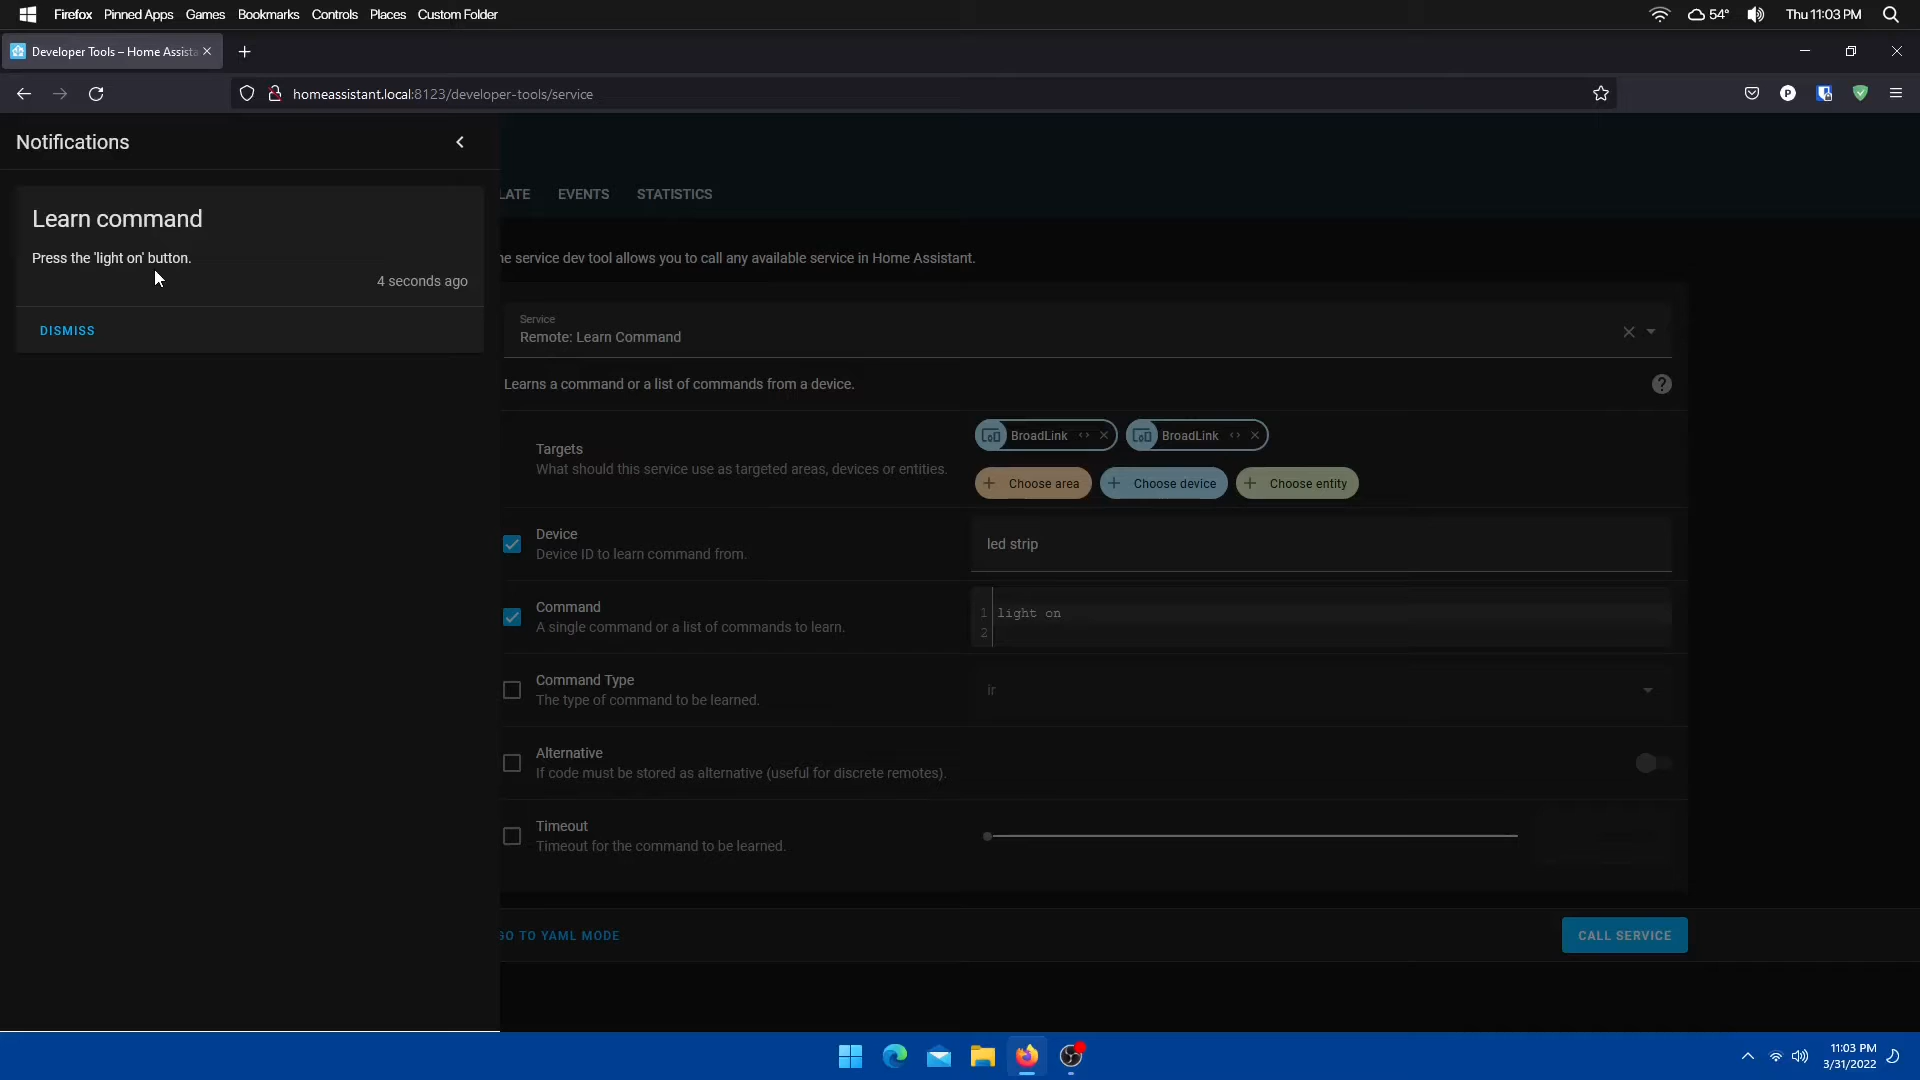 Firefox Pinned Apps Games Bookmarks Controls Places Custom Folder
54° Thu 11:03 PM
Developer Tools – Home Assista
homeassistant.local:8123/developer-tools/service
Notifications
LATE EVENTS STATISTICS
Learn command
Press the 'light on' button.
4 seconds ago
DISMISS
he service dev tool allows you to call any available service in Home Assistant.
Service
Remote: Learn Command
Learns a command or a list of commands from a device.
Targets
What should this service use as targeted areas, devices or entities.
BroadLink BroadLink
Choose area Choose device Choose entity
Device
Device ID to learn command from.
led strip
Command
A single command or a list of commands to learn.
1 light on
2
Command Type
The type of command to be learned.
ir
Alternative
If code must be stored as alternative (useful for discrete remotes).
Timeout
Timeout for the command to be learned.
GO TO YAML MODE
CALL SERVICE
11:03 PM
3/31/2022